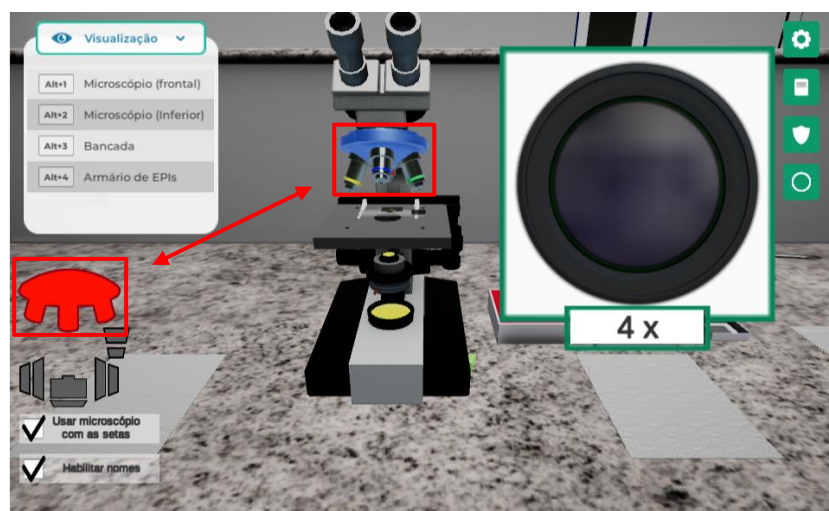 Visualização
Alt+1 Microscópio (frontal)
Alt+2 Microscópio (Inferior)
Alt+3 Bancada
Alt+4 Armário de EPIs
4 x
Usar microscópio
com as setas
Habilitar nomes